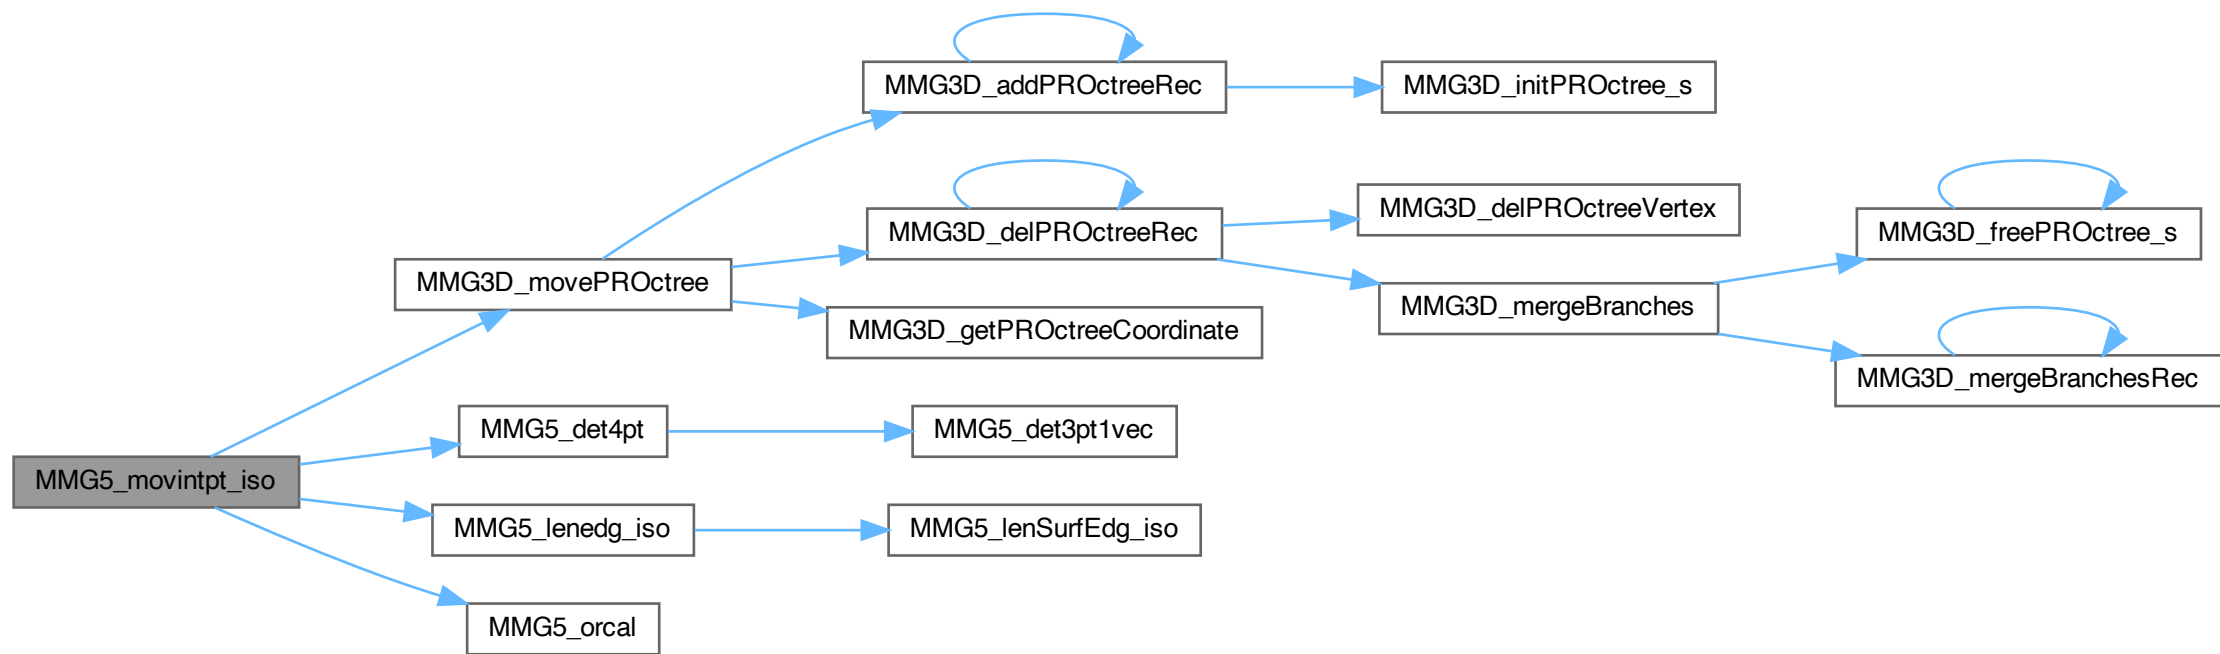 MMG3D_addPROctreeRec
MMG3D_initPROctree_s
MMG3D_delPROctreeVertex
MMG3D_delPROctreeRec
MMG3D_freePROctree_s
MMG3D_movePROctree
MMG3D_mergeBranches
MMG3D_getPROctreeCoordinate
MMG3D_mergeBranchesRec
MMG5_det4pt
MMG5_det3pt1vec
MMG5_movintpt_iso
MMG5_lenedg_iso
MMG5_lenSurfEdg_iso
MMG5_orcal